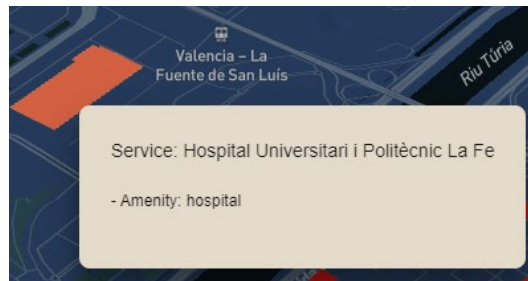 Valencia – La
Fuente de San Luís
Riu Túria
Service: Hospital Universitari i Politècnic La Fe
- Amenity: hospital